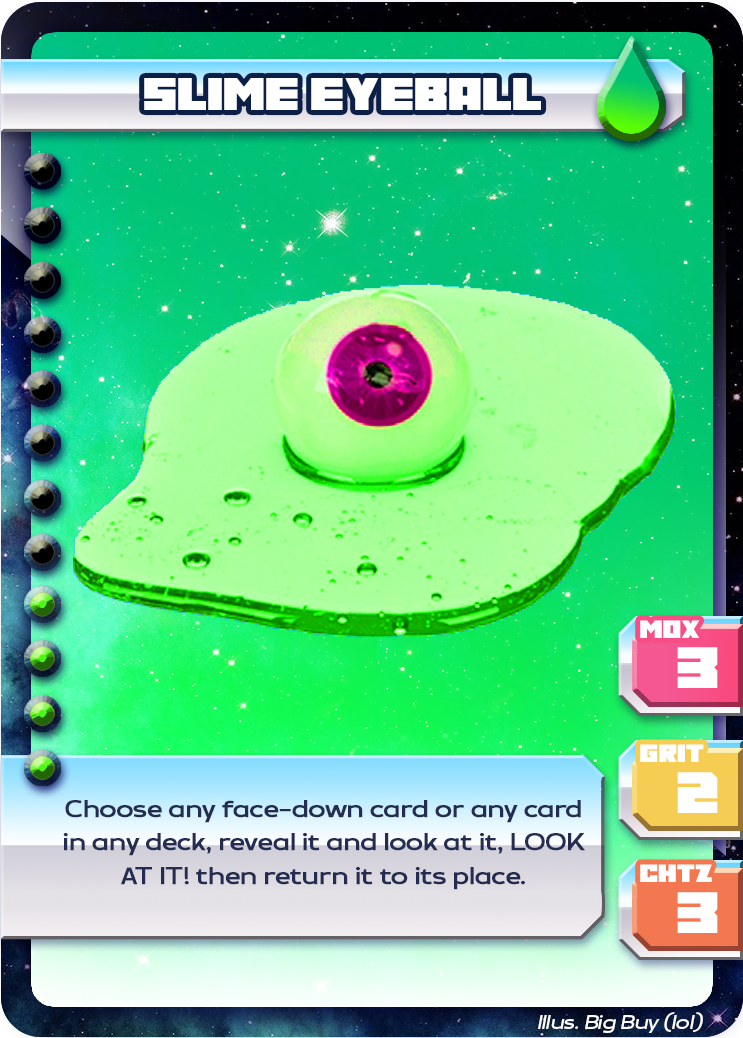 SLIME EYEBALL
MOX
3
GRIT
2
CHTZ
3
Choose any face-down card or any card
in any deck, reveal it and look at it, LOOK
AT IT! then return it to its place.
Illus. Big Buy (lol)